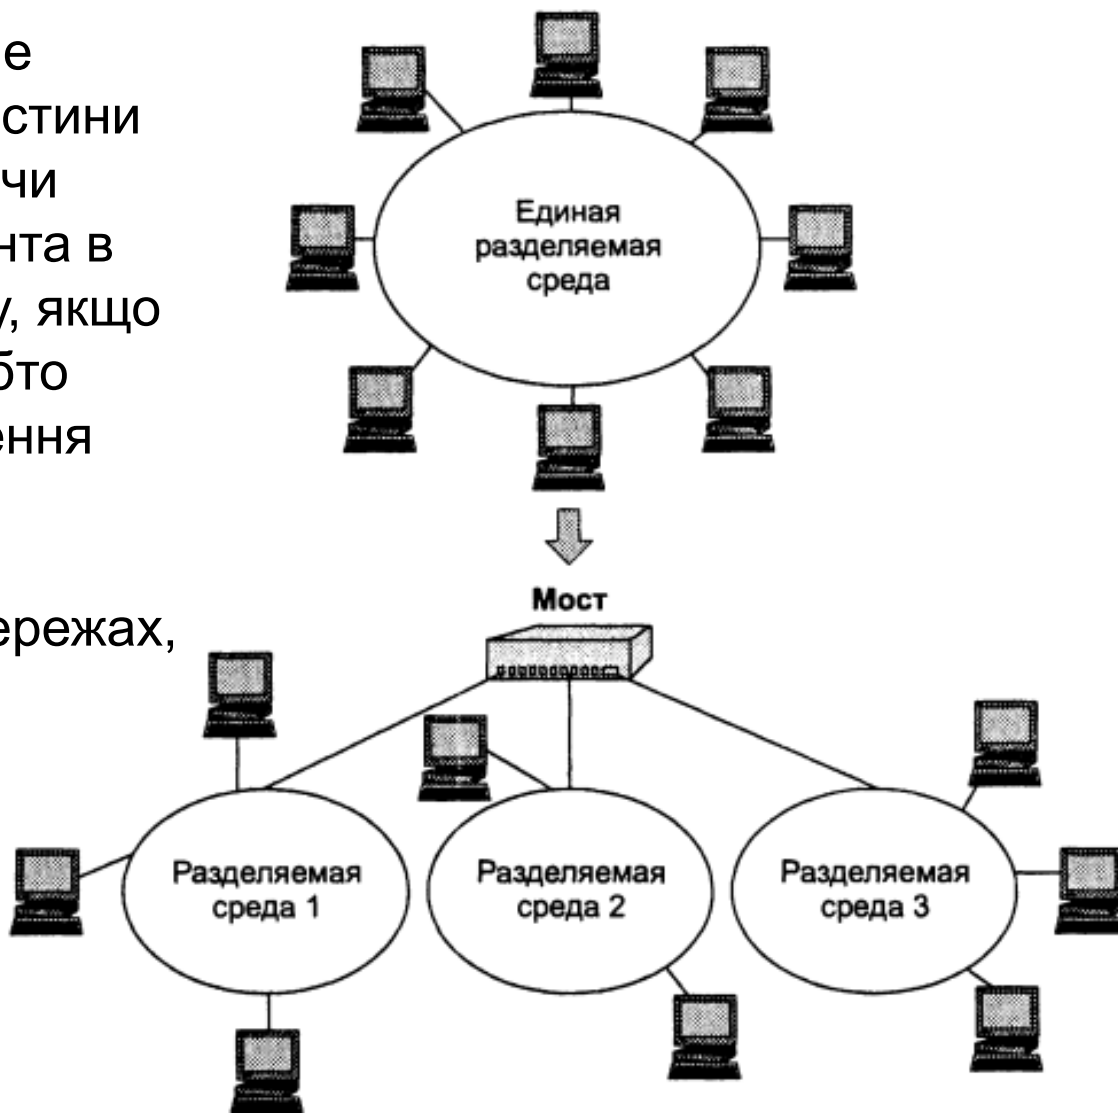 е
стини
чи
нта в
у, якщо
бто
ення
ережах,
Единая
разделяемая
среда
Мост
Разделяемая
среда 1
Разделяемая
среда 2
Разделяемая
среда 3